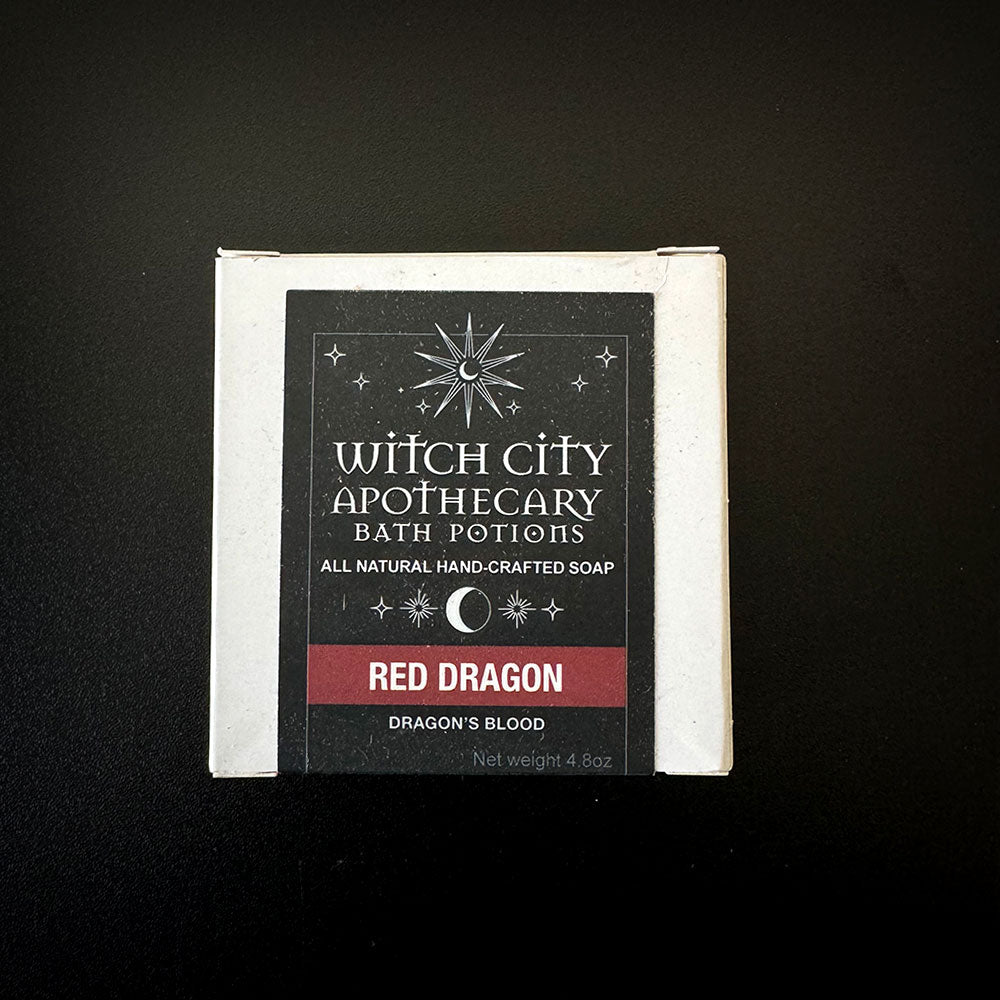 WITCH CITY
APOTHECARY
BATH POTIONS
ALL NATURAL HAND-CRAFTED SOAP
RED DRAGON
DRAGON'S BLOOD
Net weight 4.8oz